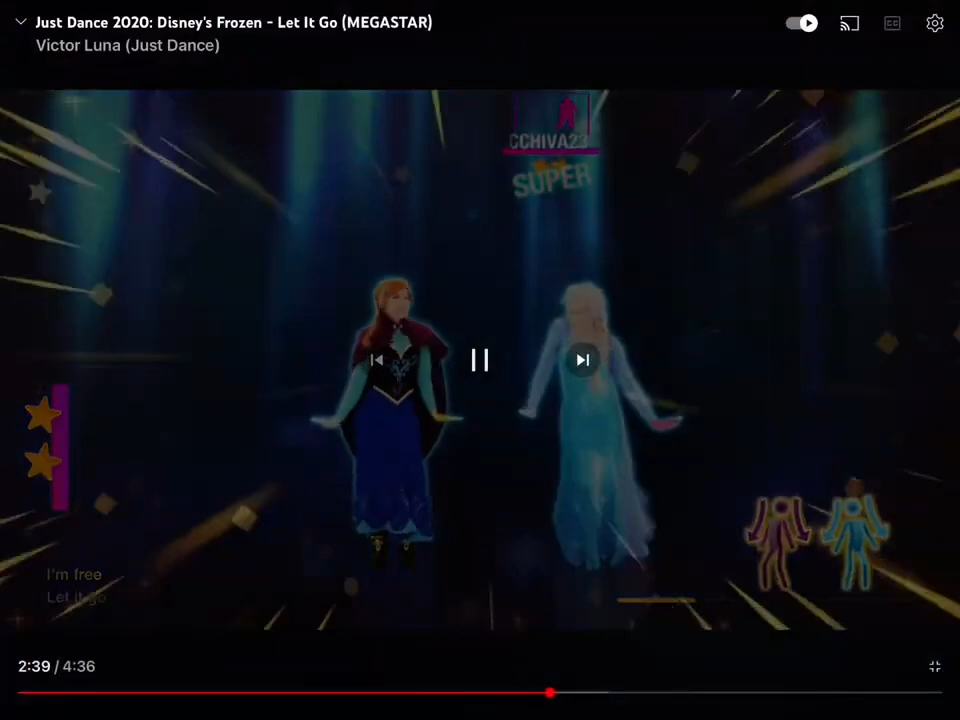 Just Dance 2020: Disney's Frozen - Let It Go (MEGASTAR)
Victor Luna (Just Dance)
CC
CCHIVA23
SUPER
I'm free
Let it go
2:39 / 4:36